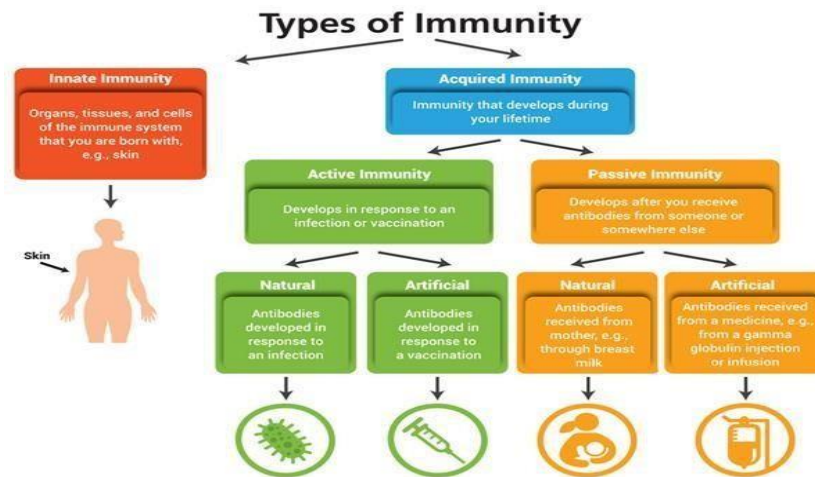 Types of Immunity
Innate Immunity
Organs, tissues, and cells
of the immune system
that you are born with,
e.g., skin
Skin
Acquired Immunity
Immunity that develops during
your lifetime
Active Immunity
Develops in response to an
infection or vaccination
Passive Immunity
Develops after you receive
antibodies from someone or
somewhere else
Natural
Antibodies
developed in
response to
an infection
Artificial
Antibodies
developed in
response to
a vaccination
Natural
Antibodies
received from
mother, e.g.,
through breast
milk
Artificial
Antibodies received
from a medicine, e.g.,
from a gamma
globulin injection
or infusion